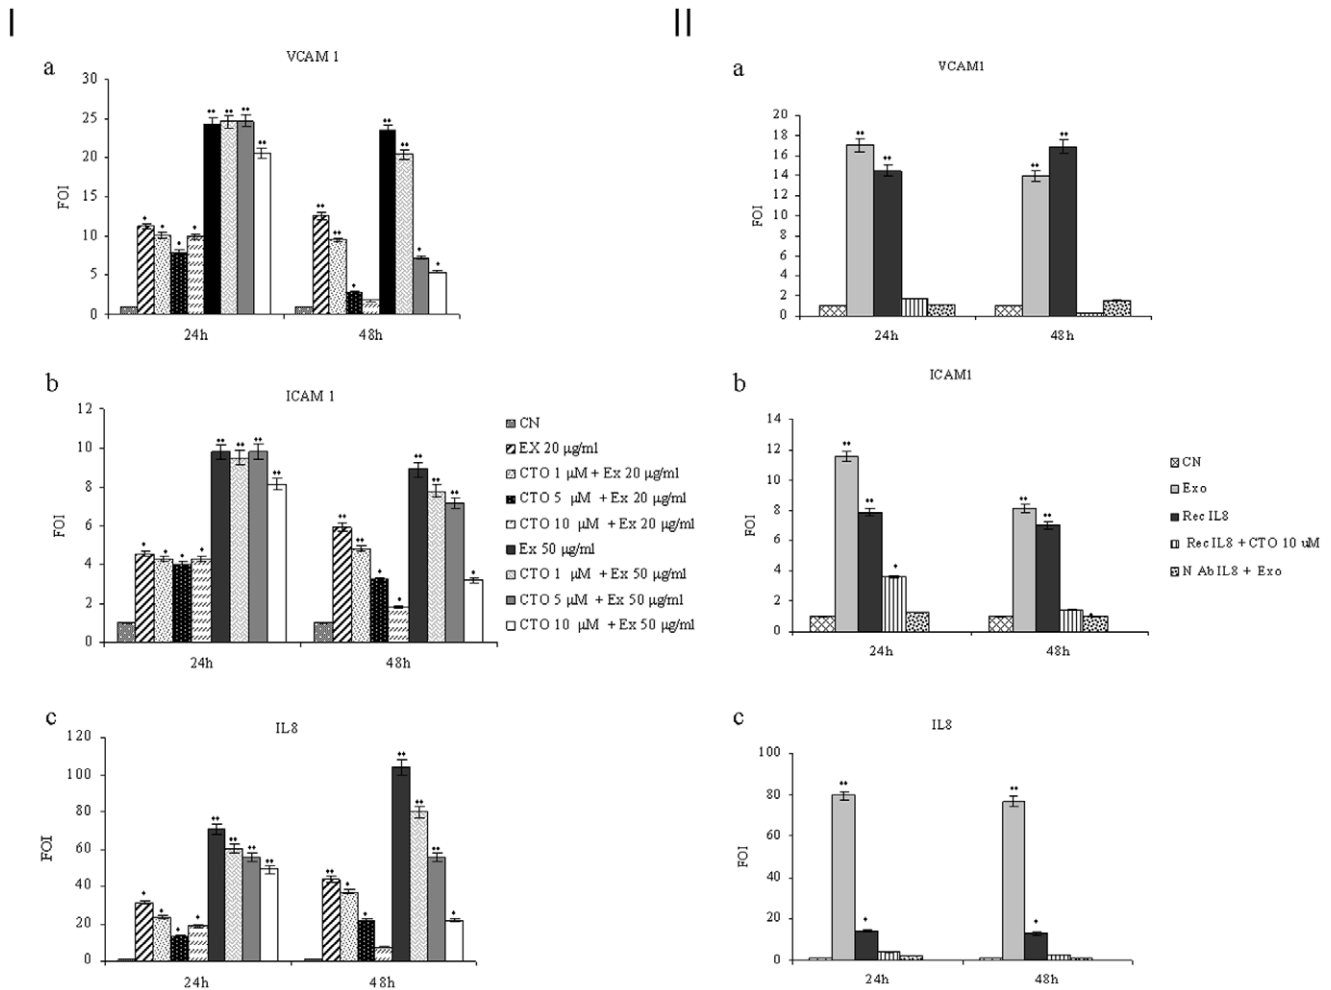 I
a
VCAM 1
FOI
30
25
20
15
10
5
0
24h
48h
b
ICAM 1
FOI
12
10
8
6
4
2
0
24h
48h
CN
EX 20 µg/ml
CTO 1 µM + Ex 20 µg/ml
CTO 5 µM + Ex 20 µg/ml
CTO 10 µM + Ex 20 µg/ml
Ex 50 µg/ml
CTO 1 µM + Ex 50 µg/ml
CTO 5 µM + Ex 50 µg/ml
CTO 10 µM + Ex 50 µg/ml
c
IL8
FOI
120
100
80
60
40
20
0
24h
48h
II
a
VCAM1
FOI
20
18
16
14
12
10
8
6
4
2
0
24h
48h
b
ICAM1
FOI
14
12
10
8
6
4
2
0
24h
48h
CN
Exo
Rec IL8
Rec IL8 + CTO 10 uM
N Ab IL8 + Exo
c
IL8
FOI
100
80
60
40
20
0
24h
48h